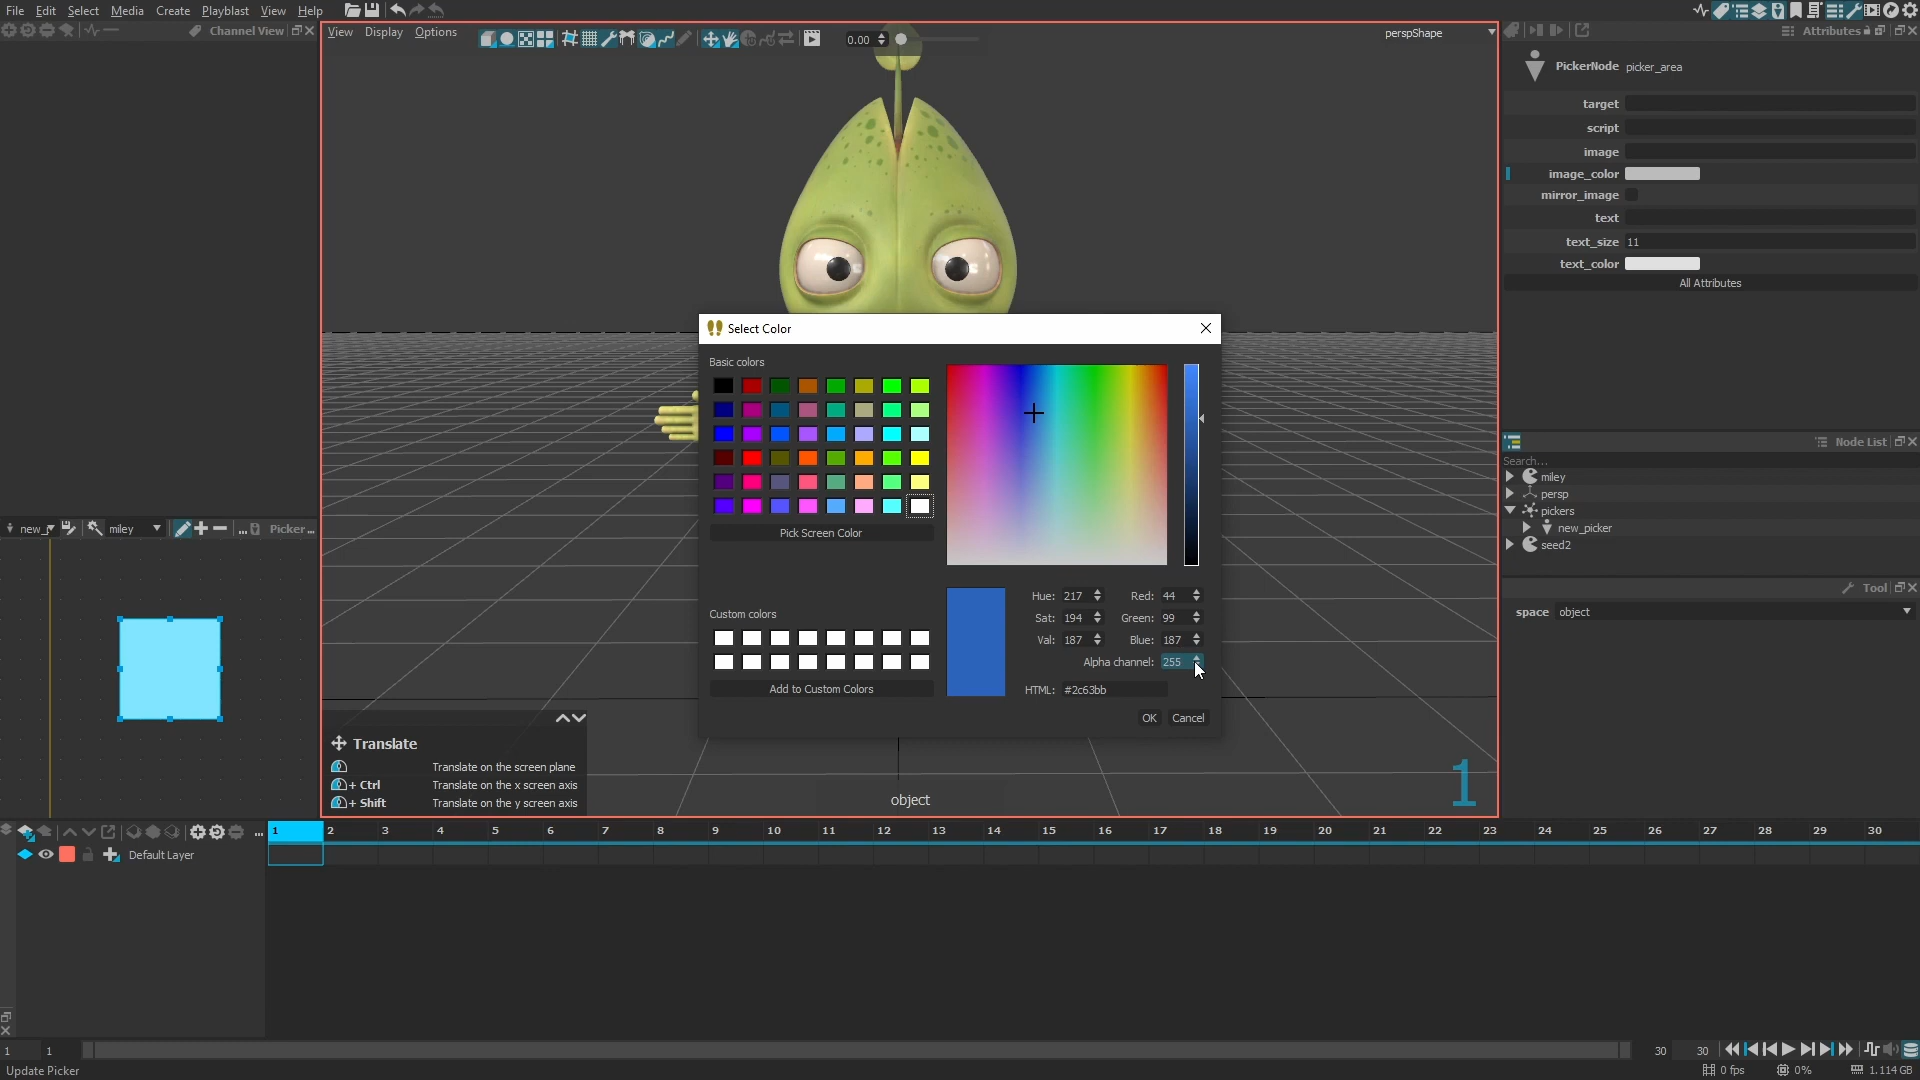 File Edit Select Media Create Playblast View Help
Channel View
View Display Options
0.00
perspShape
Attributes
PickerNode picker_area
target
script
image
image_color
mirror_image
text
text_size 11
text_color
All Attributes
Select Color
Basic colors
Pick Screen Color
Custom colors
Add to Custom Colors
Hue: 217 Red: 44
Sat: 194 Green: 99
Val: 187 Blue: 187
Alpha channel: 255
HTML: #2c63bb
OK Cancel
Node List
Search...
miley
persp
pickers
new_picker
seed2
Tool
space object
miley ... Picker...
Translate
Translate on the screen plane
+ Ctrl Translate on the x screen axis
+ Shift Translate on the y screen axis
object
1
... 1 2 3 4 5 6 7 8 9 10 11 12 13 14 15 16 17 18 19 20 21 22 23 24 25 26 27 28 29 30
Default Layer
1 1 30 30
Update Picker 0 fps 0% 1.114 GB